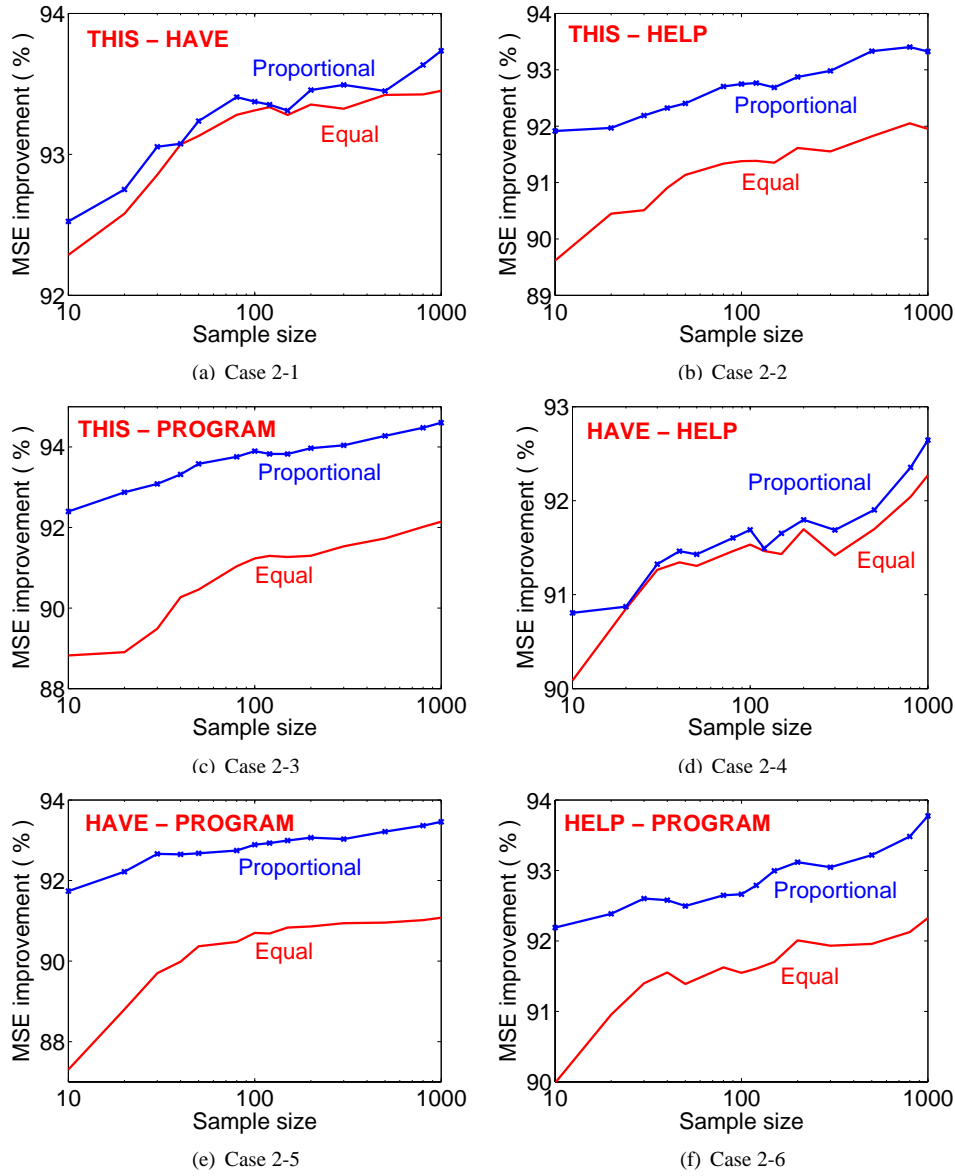 94
93
92
MSE improvement ( % )
THIS – HAVE
Proportional
Equal
10
100
1000
Sample size
(a) Case 2-1
94
93
92
91
90
89
MSE improvement ( % )
THIS – HELP
Proportional
Equal
10
100
1000
Sample size
(b) Case 2-2
94
92
90
88
MSE improvement ( % )
THIS – PROGRAM
Proportional
Equal
10
100
1000
Sample size
(c) Case 2-3
93
92
91
90
MSE improvement ( % )
HAVE – HELP
Proportional
Equal
10
100
1000
Sample size
(d) Case 2-4
94
92
90
88
MSE improvement ( % )
HAVE – PROGRAM
Proportional
Equal
10
100
1000
Sample size
(e) Case 2-5
94
93
92
91
90
MSE improvement ( % )
HELP – PROGRAM
Proportional
Equal
10
100
1000
Sample size
(f) Case 2-6